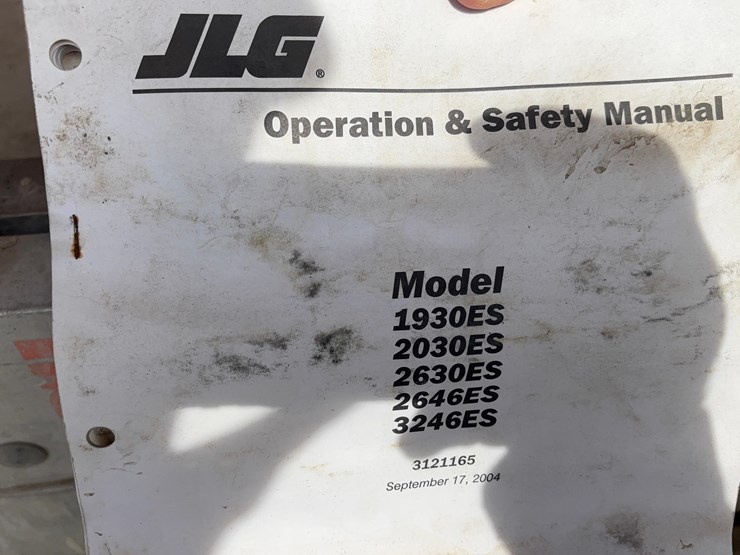 JLG®
Operation & Safety Manual
Model
1930ES
2030ES
2630ES
2646ES
3246ES
3121165
September 17, 2004